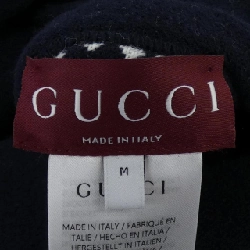 GUCCI
MADE IN ITALY
M
GUCCI
MADE IN ITALY / FABRIQUÉ EN
ITALIE / HECHO EN ITALIA /
HERGESTELLT IN ITALIEN /